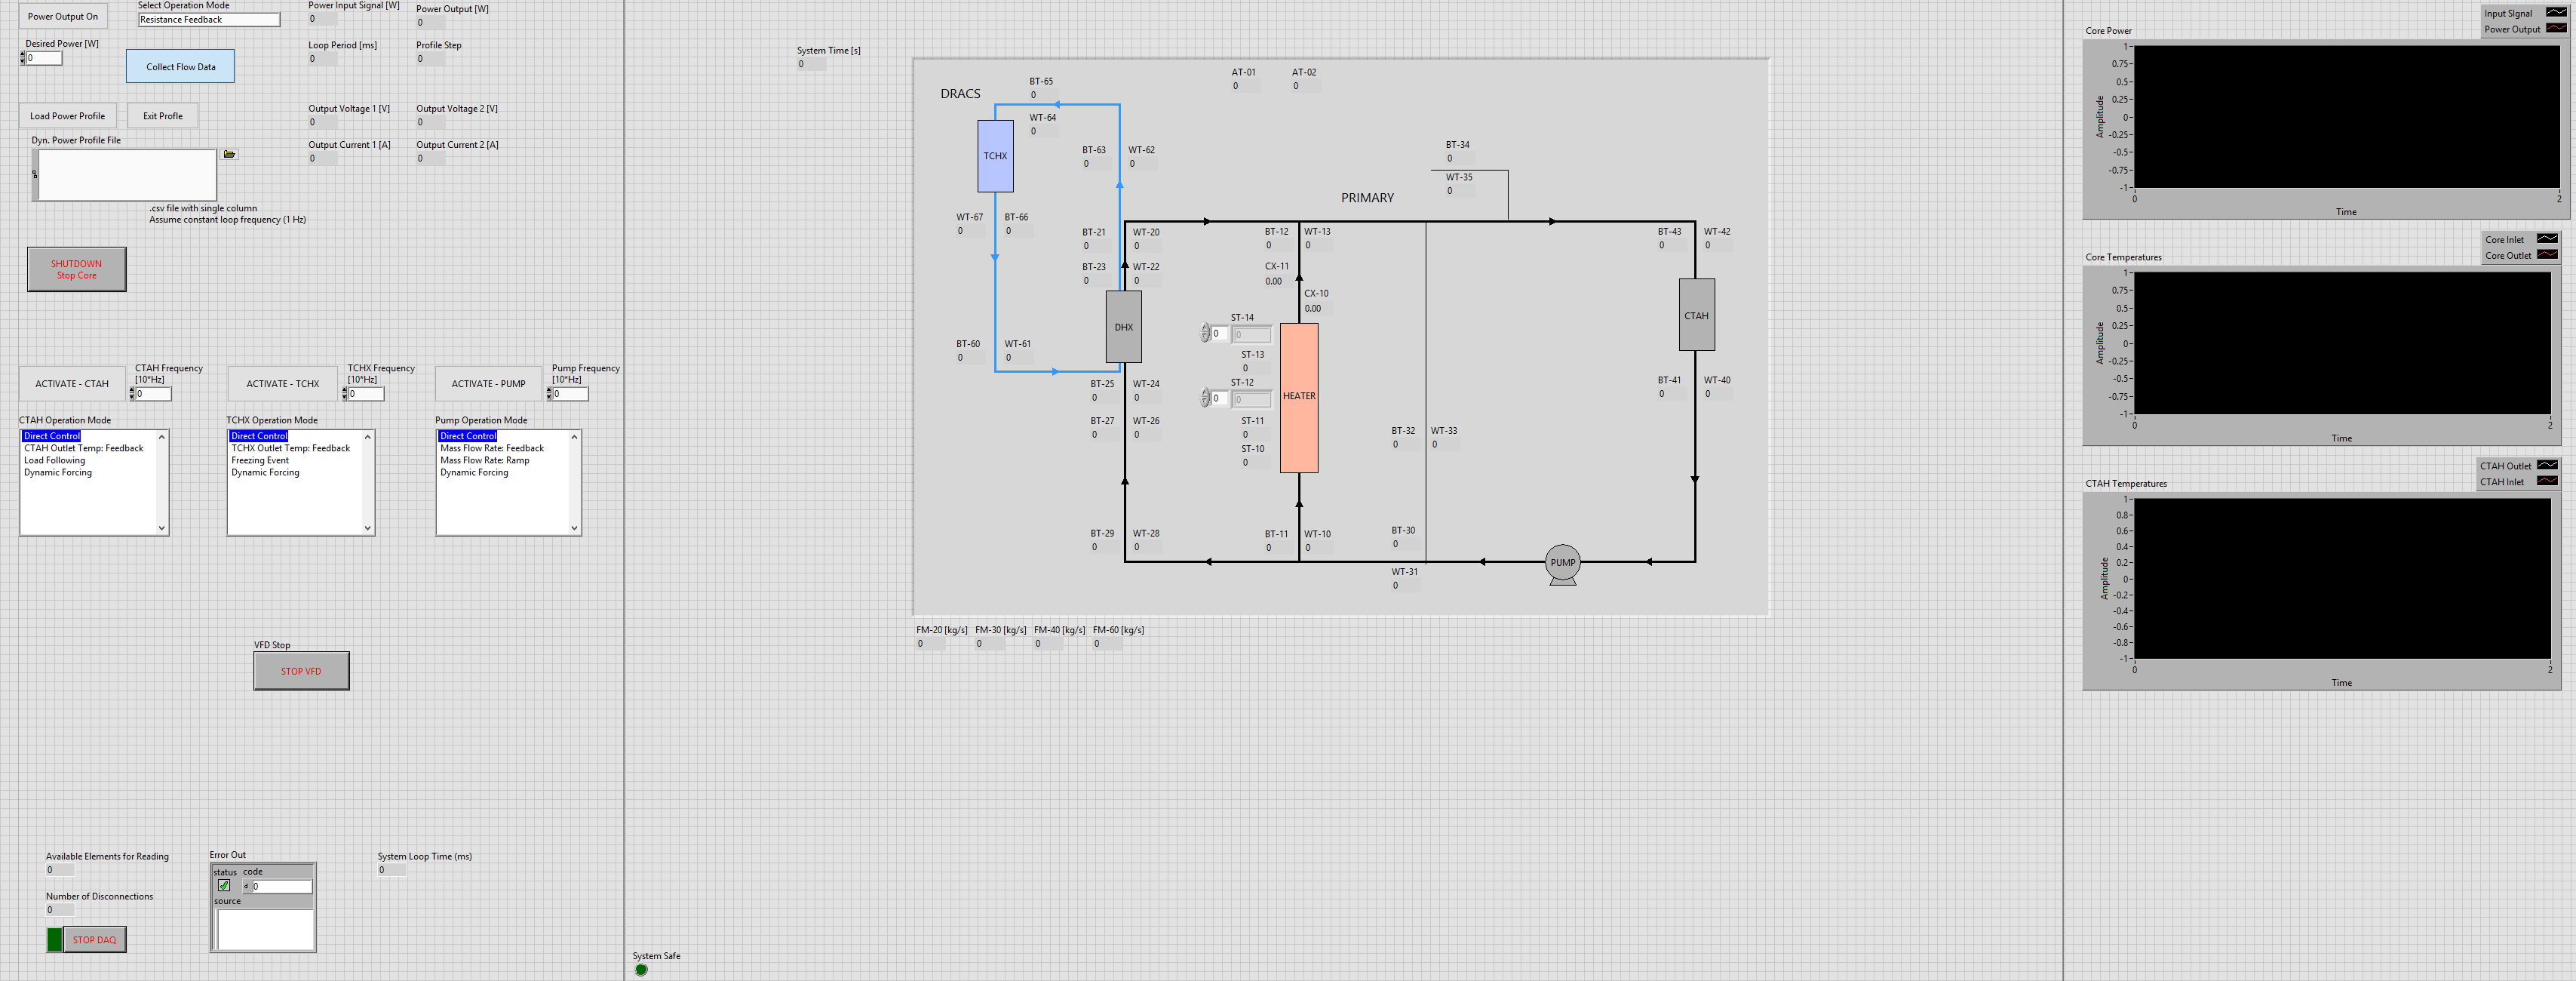 Power Output On
Select Operation Mode
Resistance Feedback
Power Input Signal [W]
0
Power Output [W]
0
Desired Power [W]
0
Collect Flow Data
Loop Period [ms]
0
Profile Step
0
Load Power Profile
Exit Profle
Output Voltage 1 [V]
0
Output Voltage 2 [V]
0
Dyn. Power Profile File
Output Current 1 [A]
0
Output Current 2 [A]
0
.csv file with single column
Assume constant loop frequency (1 Hz)
SHUTDOWN
Stop Core
ACTIVATE - CTAH
CTAH Frequency
[10*Hz]
0
ACTIVATE - TCHX
TCHX Frequency
[10*Hz]
0
ACTIVATE - PUMP
Pump Frequency
[10*Hz]
0
CTAH Operation Mode
Direct Control
CTAH Outlet Temp: Feedback
Load Following
Dynamic Forcing
TCHX Operation Mode
Direct Control
TCHX Outlet Temp: Feedback
Freezing Event
Dynamic Forcing
Pump Operation Mode
Direct Control
Mass Flow Rate: Feedback
Mass Flow Rate: Ramp
Dynamic Forcing
VFD Stop
STOP VFD
Available Elements for Reading
0
Number of Disconnections
0
STOP DAQ
Error Out
status code
d 0
source
System Loop Time (ms)
0
System Safe
System Time [s]
0
DRACS
BT-65
0
WT-64
0
AT-01
0
AT-02
0
TCHX
BT-63
0
WT-62
0
BT-34
0
WT-35
0
PRIMARY
WT-67
0
BT-66
0
BT-21
0
WT-20
0
BT-23
0
WT-22
0
BT-12
0
WT-13
0
CX-11
0.00
CX-10
0.00
BT-43
0
WT-42
0
DHX
CTAH
ST-14
0
0
ST-13
0
ST-12
0
0
HEATER
ST-11
0
ST-10
0
BT-60
0
WT-61
0
BT-25
0
WT-24
0
BT-27
0
WT-26
0
BT-41
0
WT-40
0
BT-32
0
WT-33
0
BT-29
0
WT-28
0
BT-11
0
WT-10
0
BT-30
0
WT-31
0
PUMP
FM-20 [kg/s]
0
FM-30 [kg/s]
0
FM-40 [kg/s]
0
FM-60 [kg/s]
0
Input SIgnal
Power Output
Core Power
Amplitude
1
0.75
0.5
0.25
0
-0.25
-0.5
-0.75
-1
0
2
Time
Core Inlet
Core Outlet
Core Temperatures
Amplitude
1
0.75
0.5
0.25
0
-0.25
-0.5
-0.75
-1
0
2
Time
CTAH Outlet
CTAH Inlet
CTAH Temperatures
Amplitude
1
0.8
0.6
0.4
0.2
0
-0.2
-0.4
-0.6
-0.8
-1
0
2
Time